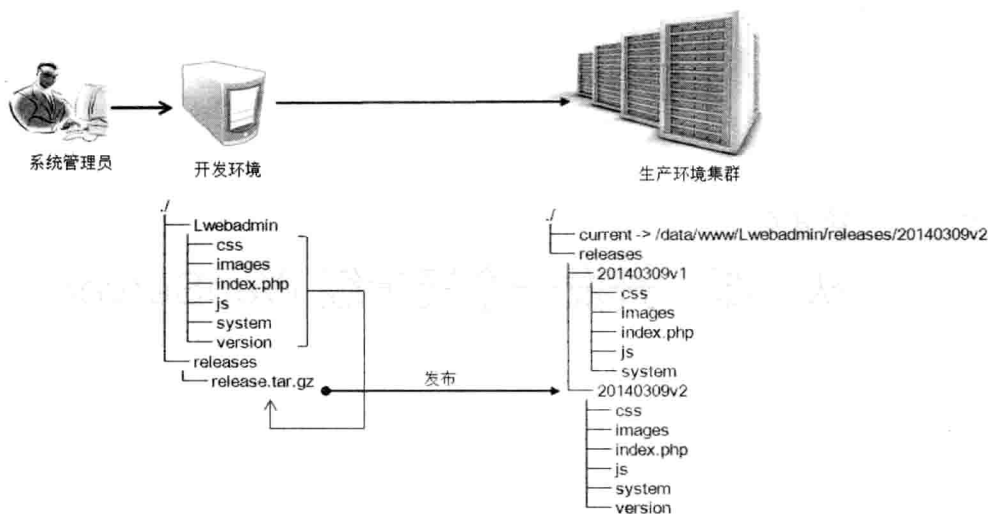 系统管理员
开发环境
生产环境集群
./
Lwebadmin
css
images
index.php
js
system
version
releases
release.tar.gz
发布
./
current -> /data/www/Lwebadmin/releases/20140309v2
releases
20140309v1
css
images
index.php
js
system
20140309v2
css
images
index.php
js
system
version